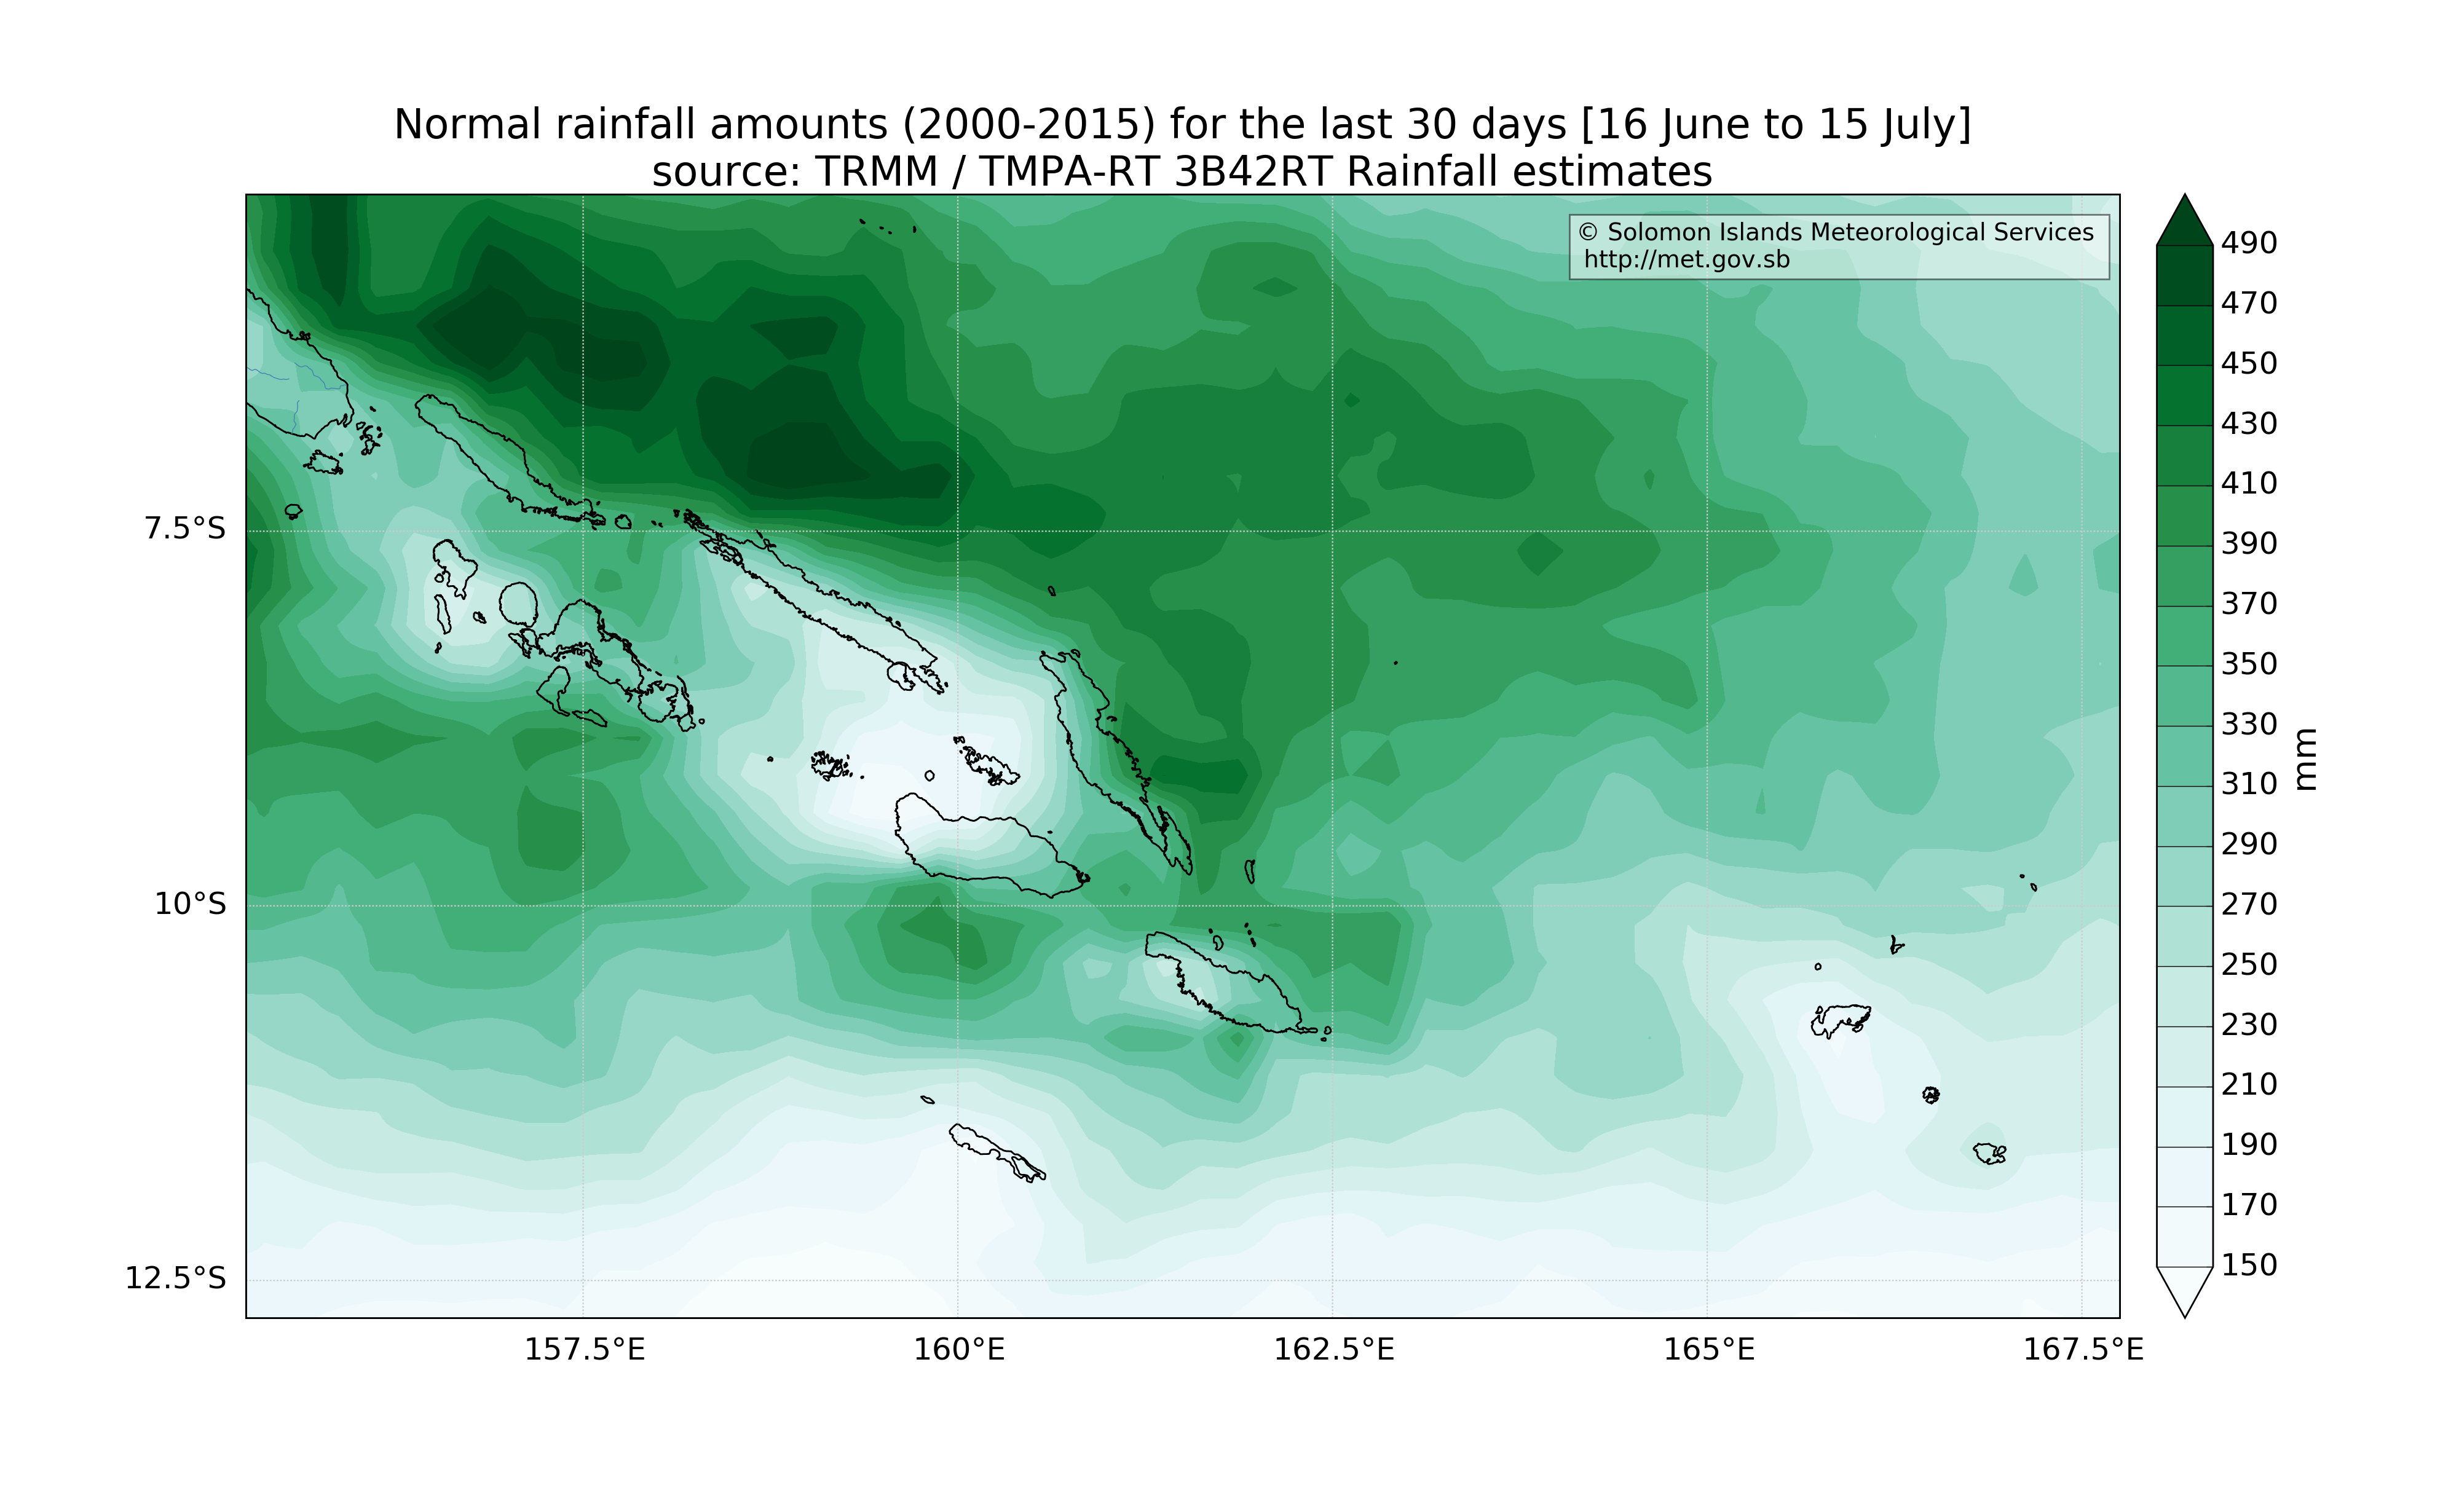 Normal rainfall amounts (2000-2015) for the last 30 days [16 June to 15 July]
source: TRMM / TMPA-RT 3B42RT Rainfall estimates
© Solomon Islands Meteorological Services
http://met.gov.sb
7.5°S
10°S
12.5°S
157.5°E
160°E
162.5°E
165°E
167.5°E
490
470
450
430
410
390
370
350
330
310
290
270
250
230
210
190
170
150
mm